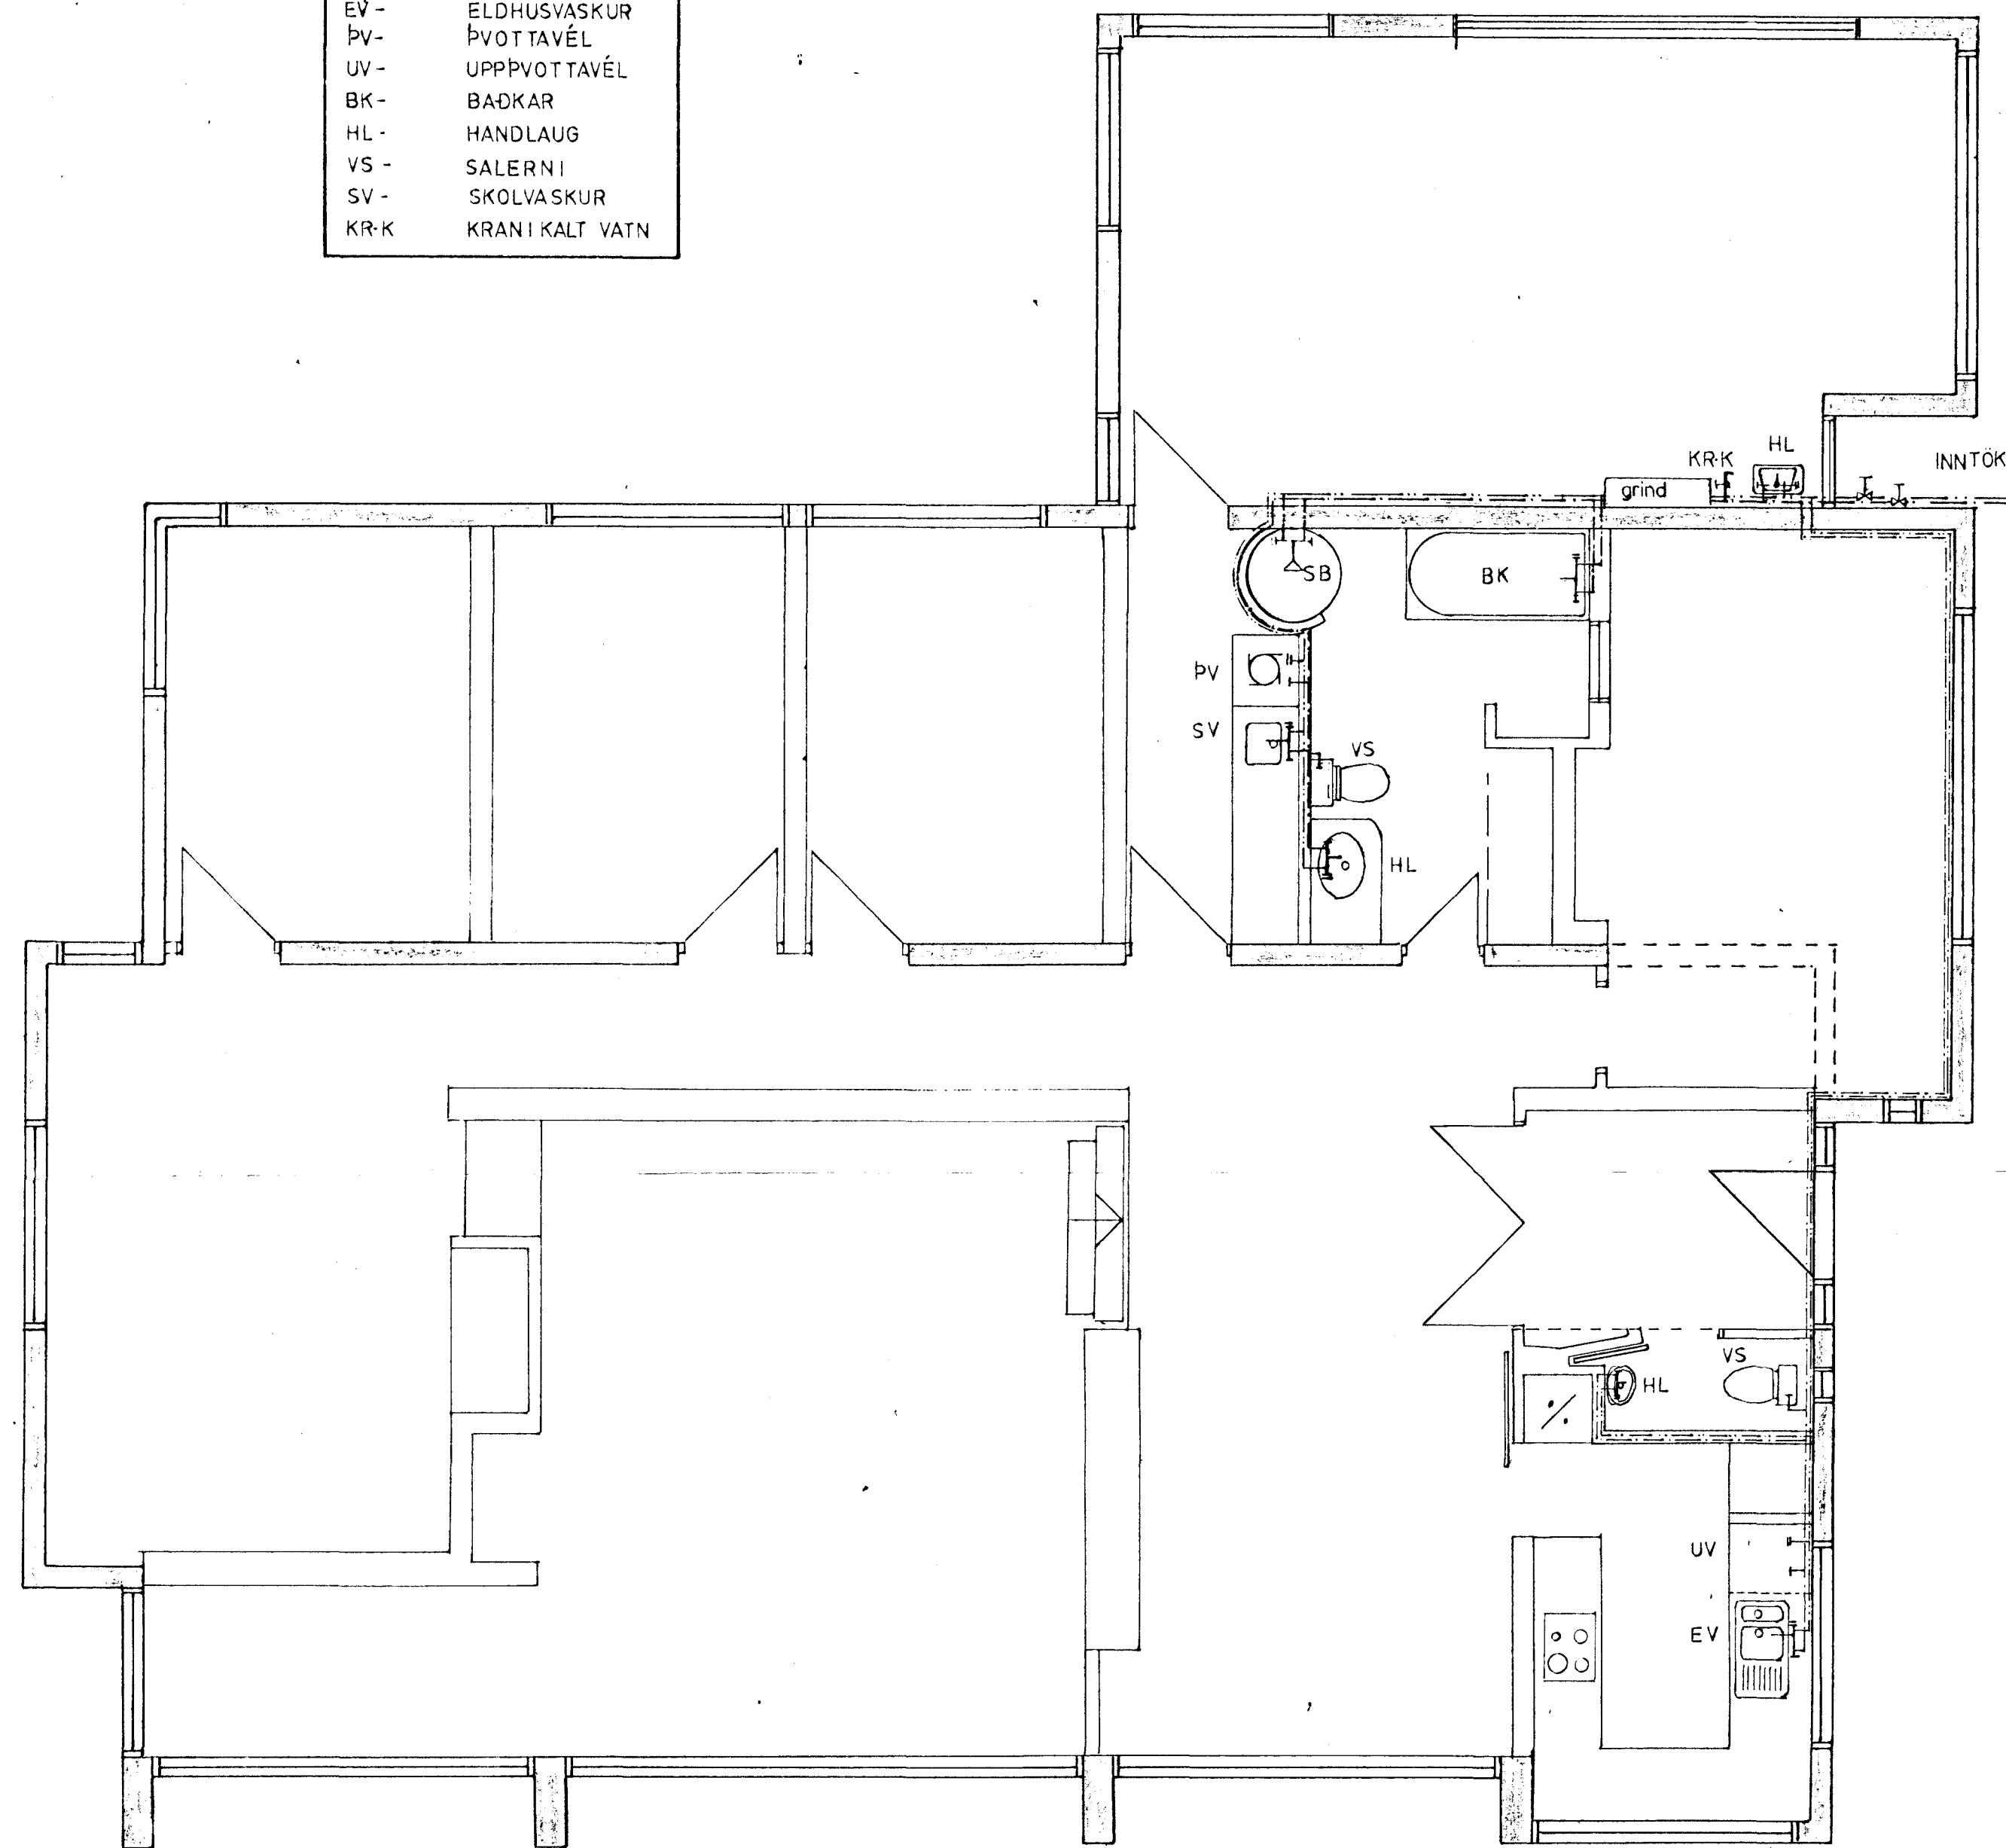 EV - ELDHUSVASKUR
ÞV- ÞVOTTAVÉL
UV - UPPÞVOTTAVÉL
BK - BAÐKAR
HL - HANDLAUG
VS - SALERNI
SV - SKOLVASKUR
KR·K KRANI KALT VATN
KR·K HL INNTÖK
grind
SB BK
ÞV
SV VS
HL
VS
HL
UV
EV